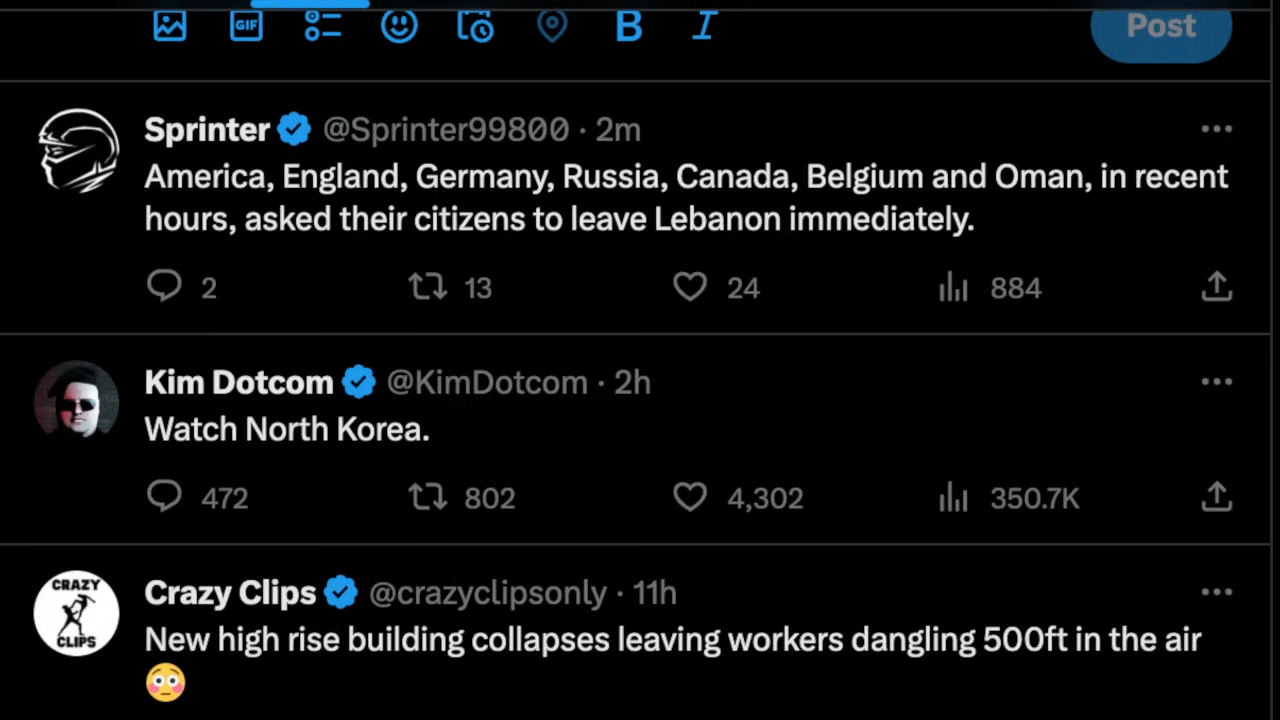 GIF
B I
Post
Sprinter @Sprinter99800 · 2m
America, England, Germany, Russia, Canada, Belgium and Oman, in recent
hours, asked their citizens to leave Lebanon immediately.
2 13 24 884
Kim Dotcom @KimDotcom · 2h
Watch North Korea.
472 802 4,302 350.7K
CRAZY
CLIPS
Crazy Clips @crazyclipsonly · 11h
New high rise building collapses leaving workers dangling 500ft in the air
😳